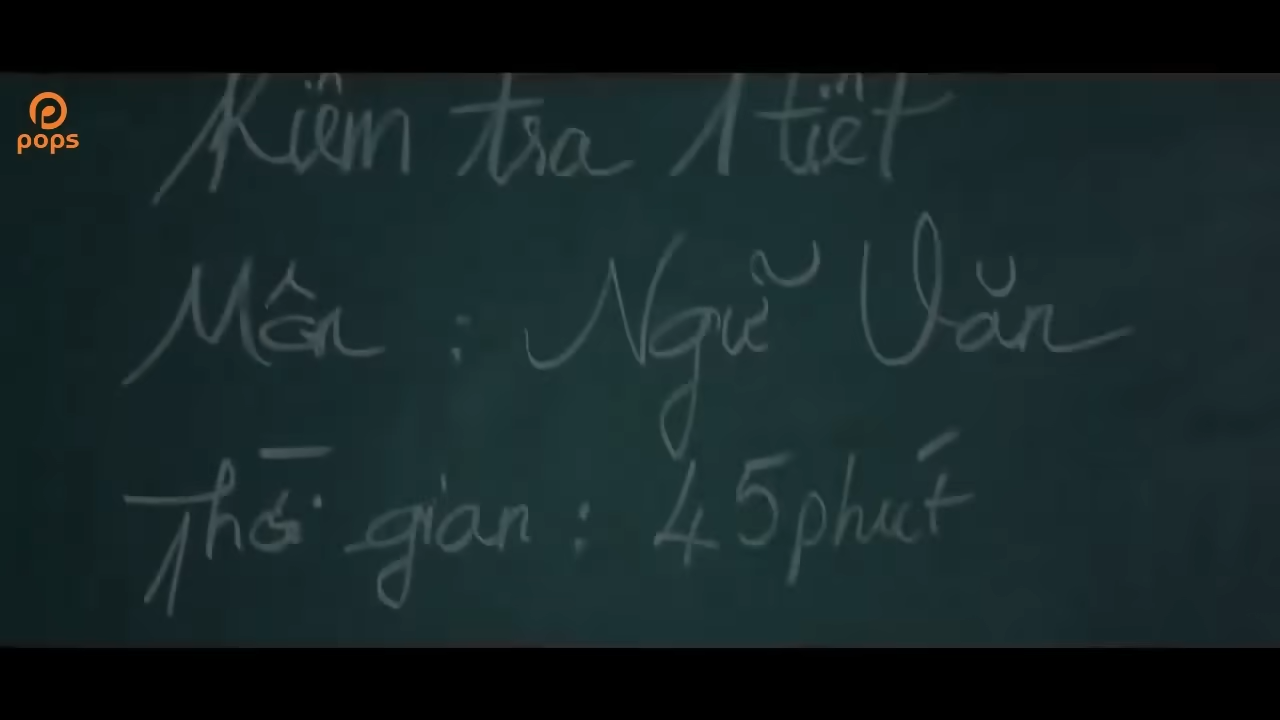 pops
Kiểm tra 1 tiết
Môn : Ngữ Văn
Thời gian : 45 phút